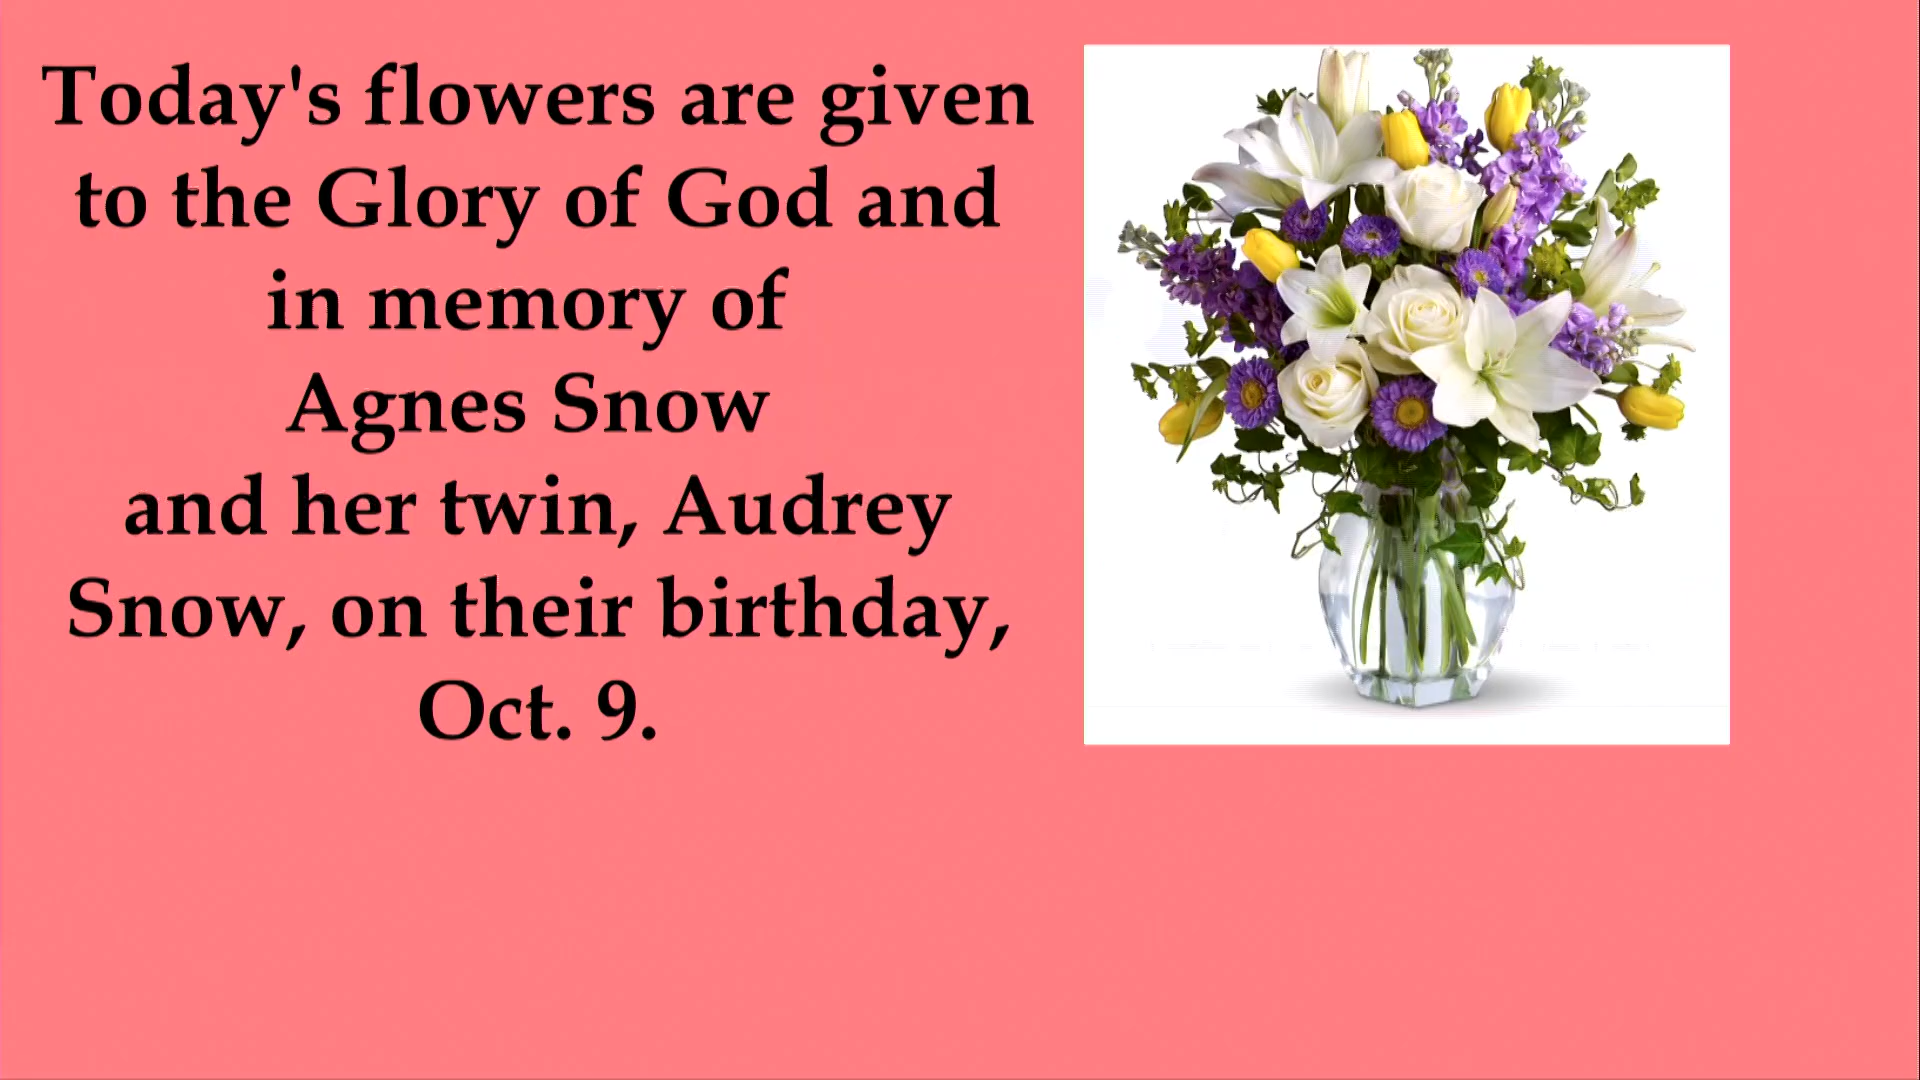 Today's flowers are given
to the Glory of God and
in memory of
Agnes Snow
and her twin, Audrey
Snow, on their birthday,
Oct. 9.